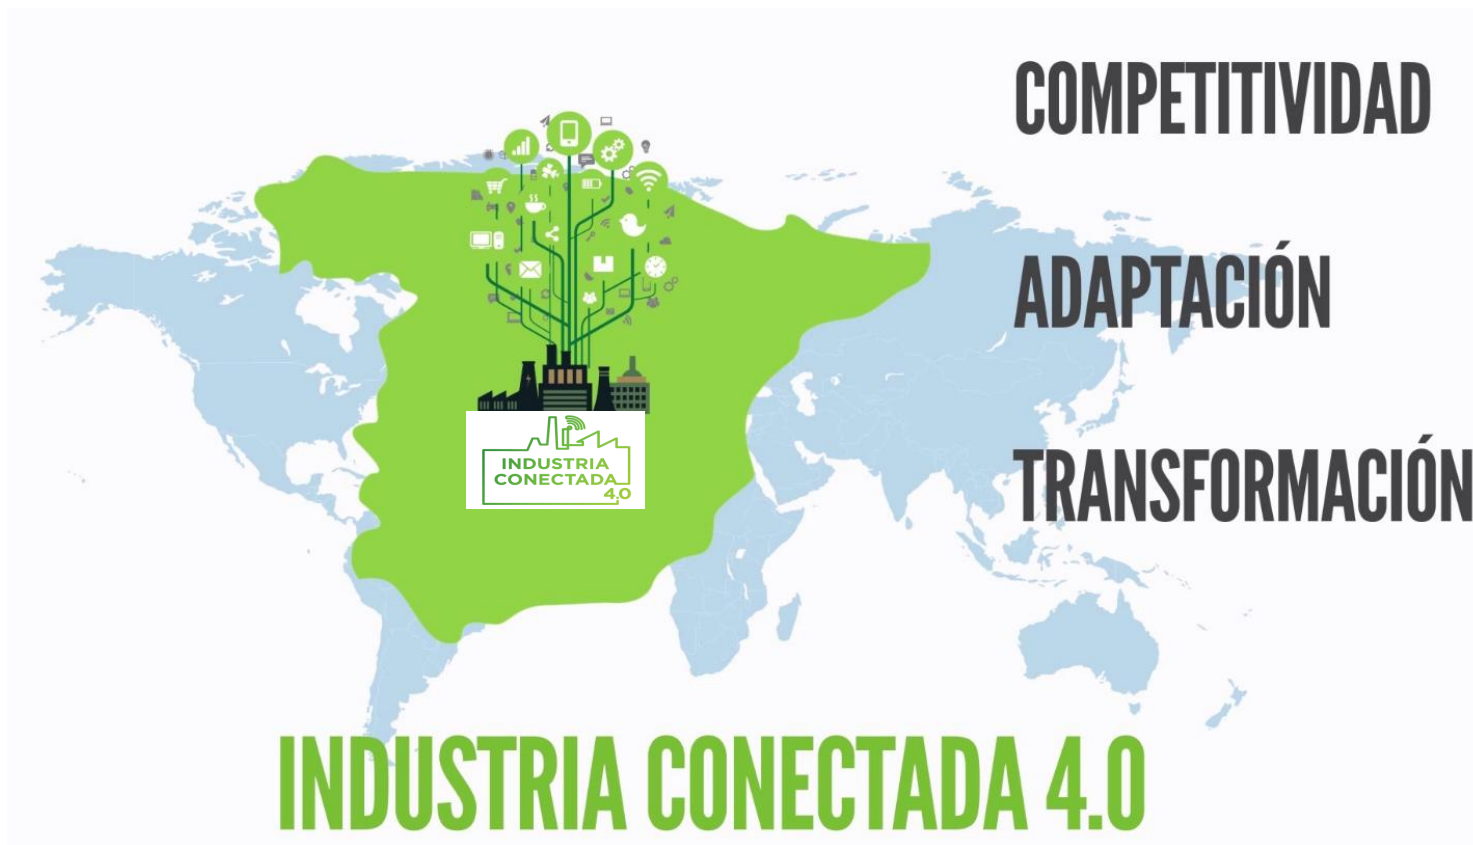 COMPETITIVIDAD
ADAPTACIÓN
TRANSFORMACIÓN
INDUSTRIA
CONECTADA
4.0
INDUSTRIA CONECTADA 4.0